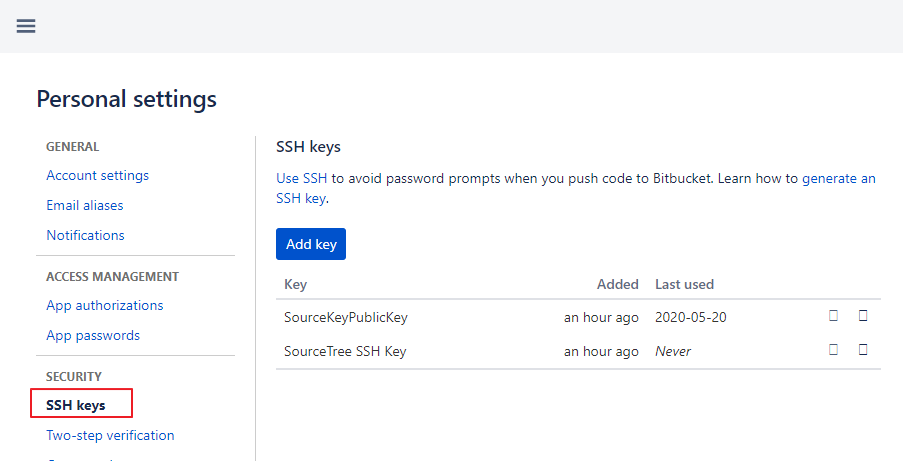 Personal settings
GENERAL
Account settings
Email aliases
Notifications
ACCESS MANAGEMENT
App authorizations
App passwords
SECURITY
SSH keys
Two-step verification
SSH keys
Use SSH to avoid password prompts when you push code to Bitbucket. Learn how to generate an
SSH key.
Add key
Key Added Last used
SourceKeyPublicKey an hour ago 2020-05-20
SourceTree SSH Key an hour ago Never